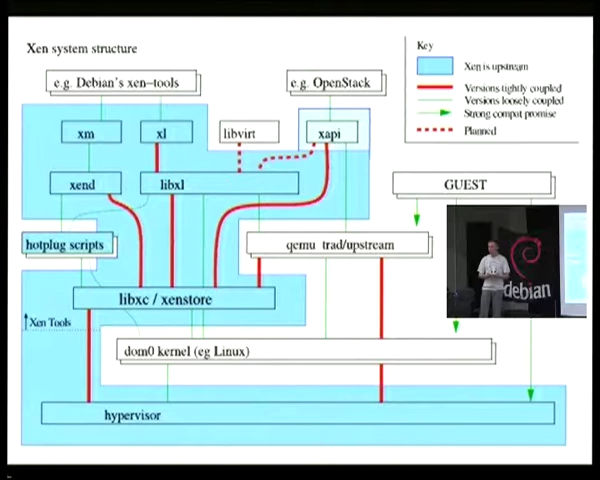 Xen system structure
Key
Xen is upstream
Versions tightly coupled
Versions loosely coupled
Strong compat promise
Planned
e.g. Debian's xen-tools
e.g. OpenStack
xm
xl
libvirt
xapi
xend
libxl
GUEST
hotplug scripts
qemu trad/upstream
debian
libxc / xenstore
Xen Tools
dom0 kernel (eg Linux)
hypervisor